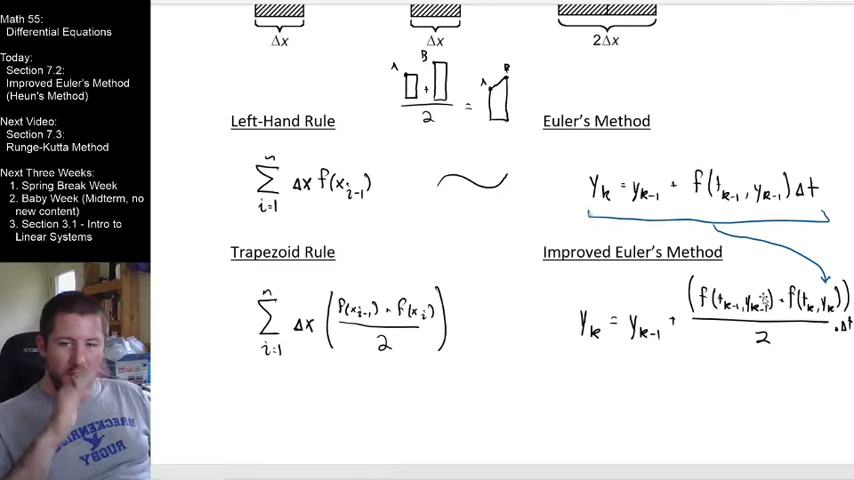 Math 55:
Differential Equations
Today:
Section 7.2:
Improved Euler's Method
(Heun's Method)
Next Video:
Section 7.3:
Runge-Kutta Method
Next Three Weeks:
1. Spring Break Week
2. Baby Week (Midterm, no
new content)
3. Section 3.1 - Intro to
Linear Systems
Δx
Δx
2Δx
A B A B
+
2 =
Left-Hand Rule
Euler's Method
n
∑ Δx f(x_{i-1})
i=1
y_k = y_{k-1} + f(t_{k-1}, y_{k-1})Δt
Trapezoid Rule
Improved Euler's Method
n
∑ Δx (f(x_{i-1}) + f(x_i))/2
i=1
y_k = y_{k-1} + (f(t_{k-1}, y_{k-1}) + f(t_k, y_k))/2 · Δt
BRECKENRIDGE
RUGBY